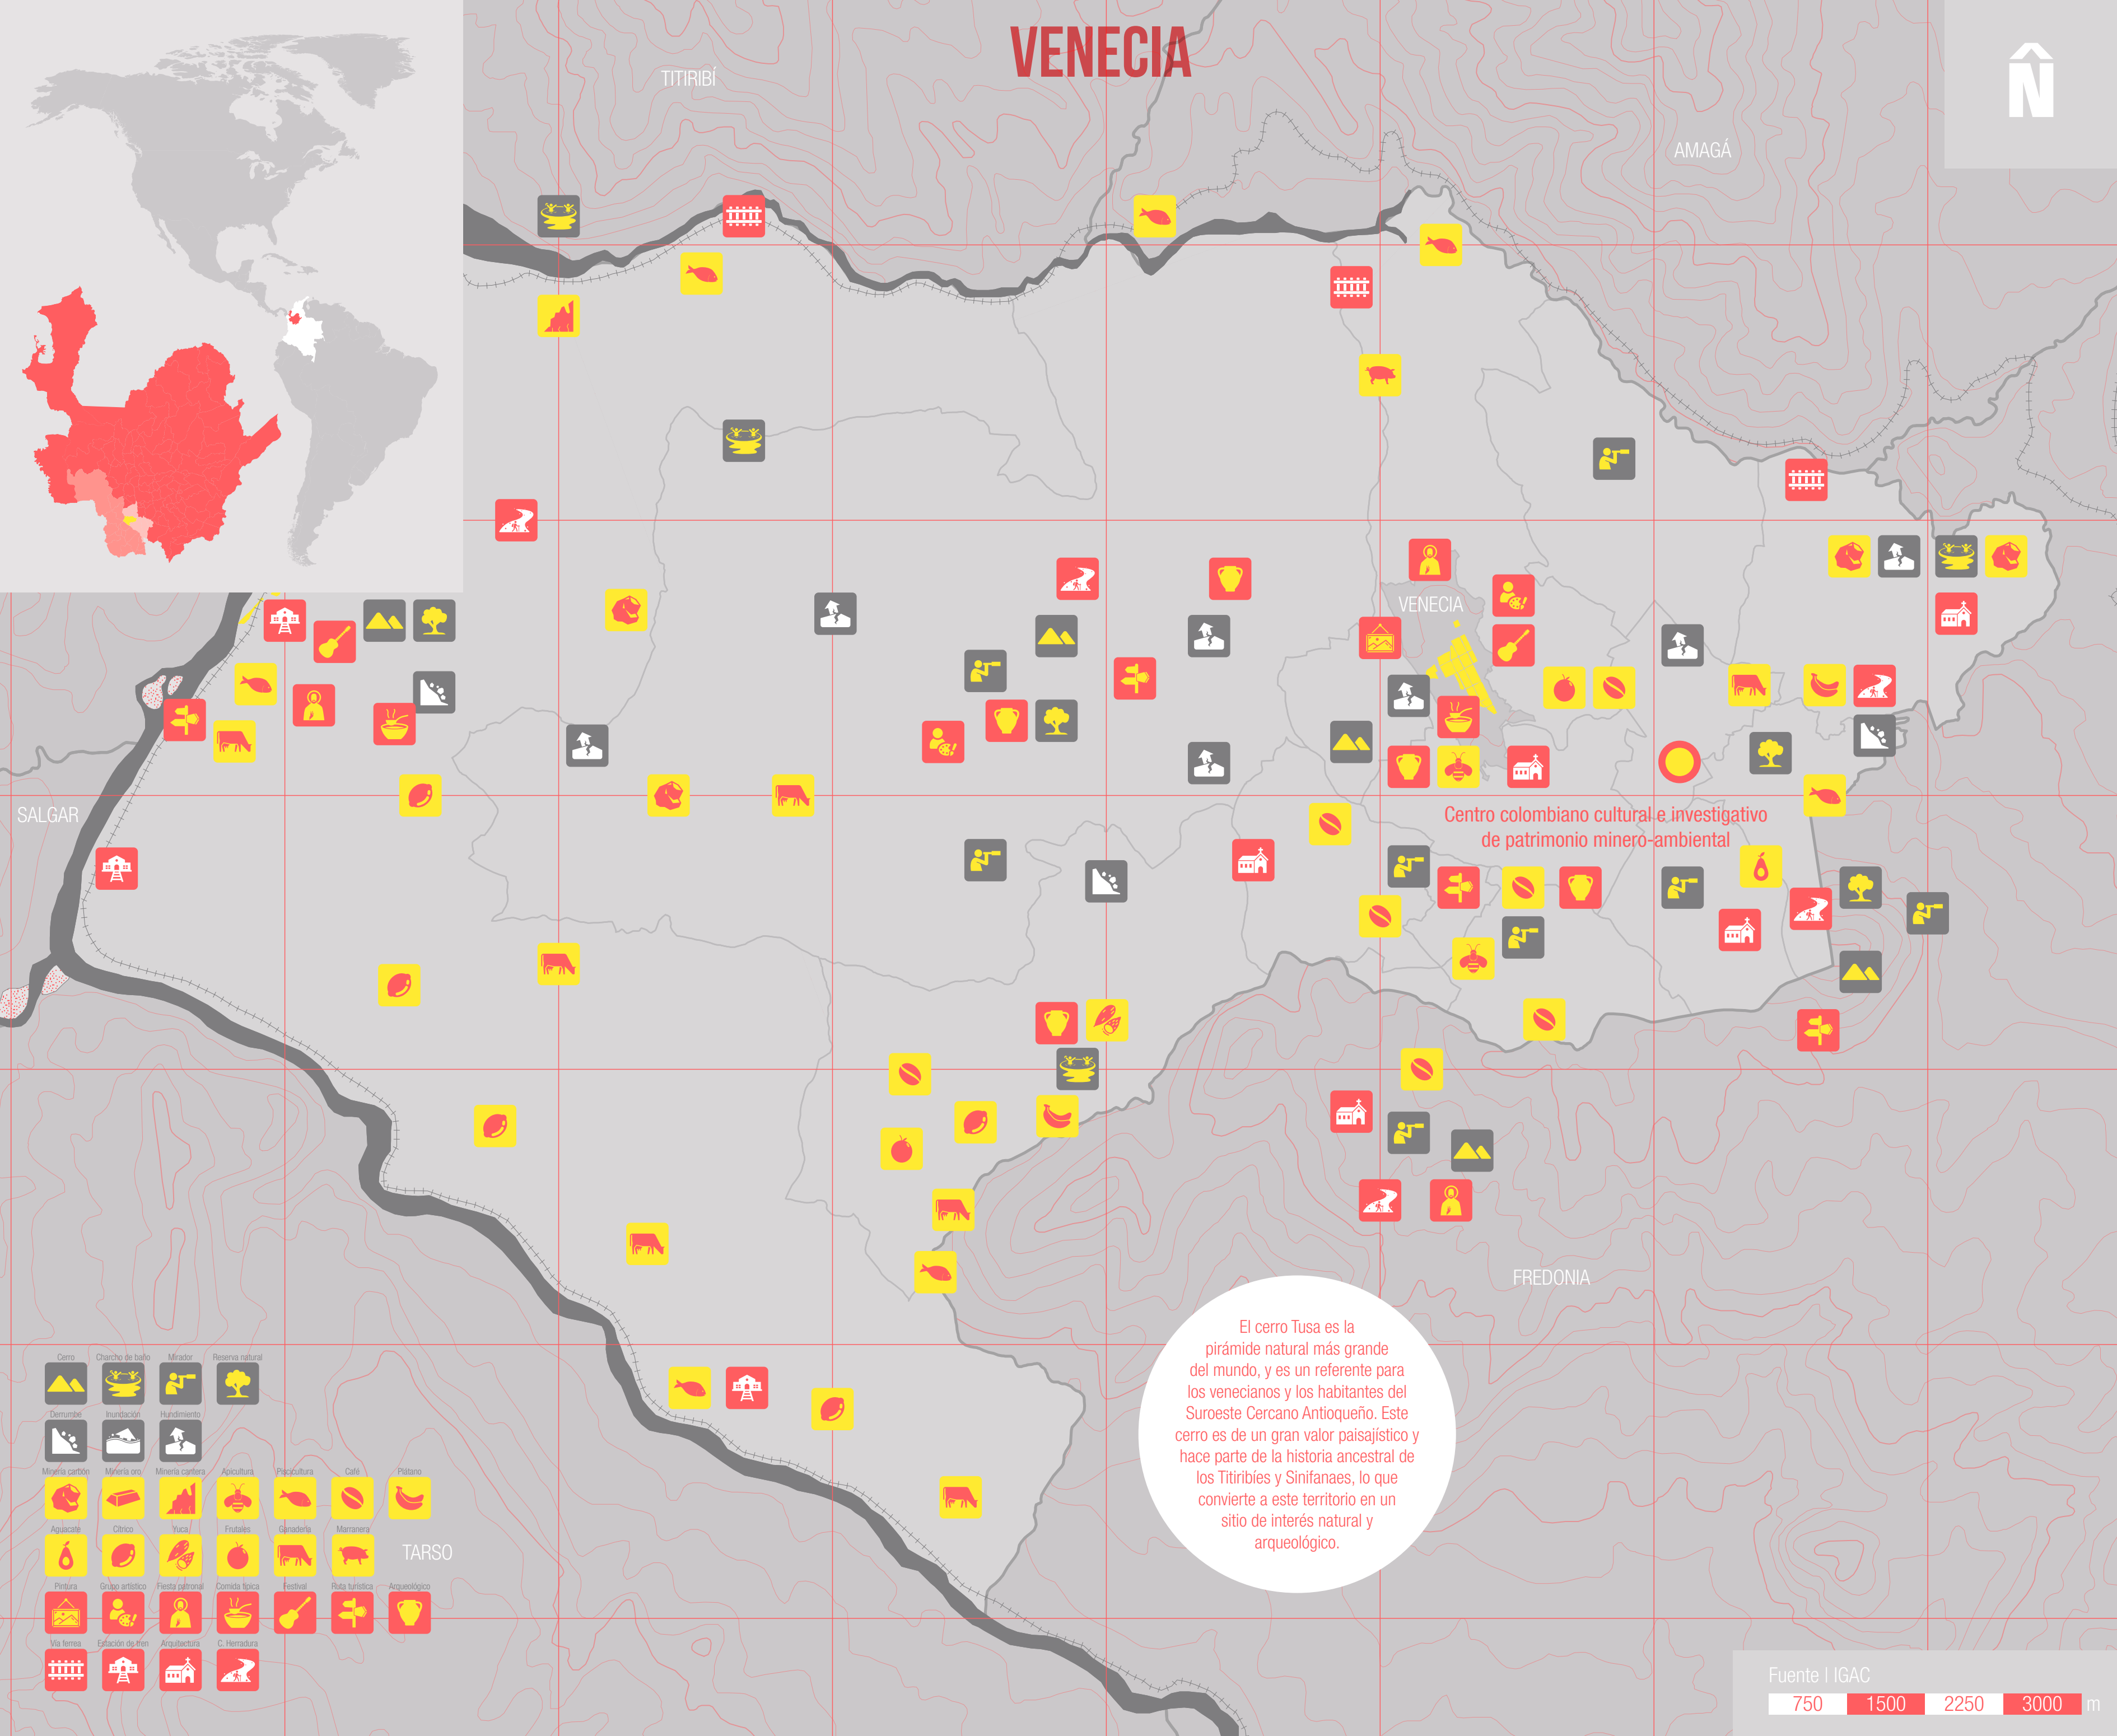 VENECIA
TITIRIBÍ
N
AMAGÁ
VENECIA
SALGAR
Centro colombiano cultural e investigativo
de patrimonio minero-ambiental
FREDONIA
El cerro Tusa es la
pirámide natural más grande
del mundo, y es un referente para
los venecianos y los habitantes del
Suroeste Cercano Antioqueño. Este
cerro es de un gran valor paisajístico y
hace parte de la historia ancestral de
los Titiribíes y Sinifanaes, lo que
convierte a este territorio en un
sitio de interés natural y
arqueológico.
Cerro Charcho de baño Mirador Reserva natural
Derrumbe Inundación Hundimiento
Minería carbón Minería oro Minería cantera Apicultura Piscicultura Café Plátano
Aguacate Cítrico Yuca Frutales Ganadería Marranera
TARSO
Pintura Grupo artístico Fiesta patronal Comida típica Festival Ruta turística Arqueológico
Vía ferrea Estación de tren Arquitectura C. Herradura
Fuente | IGAC
750 1500 2250 3000 m